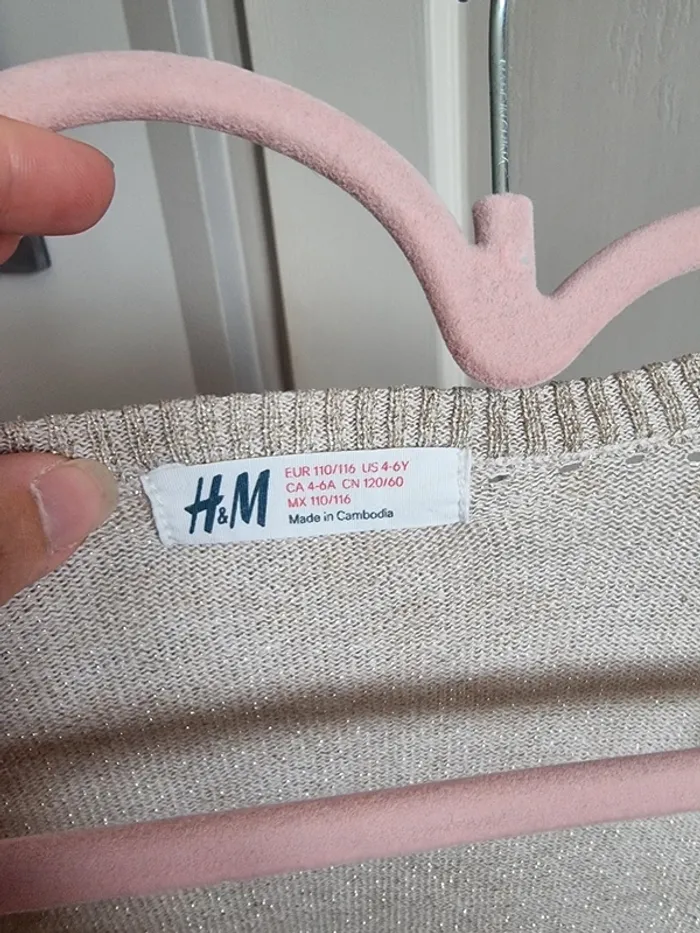 H&M
EUR 110/116 US 4-6Y
CA 4-6A CN 120/60
MX 110/116
Made in Cambodia